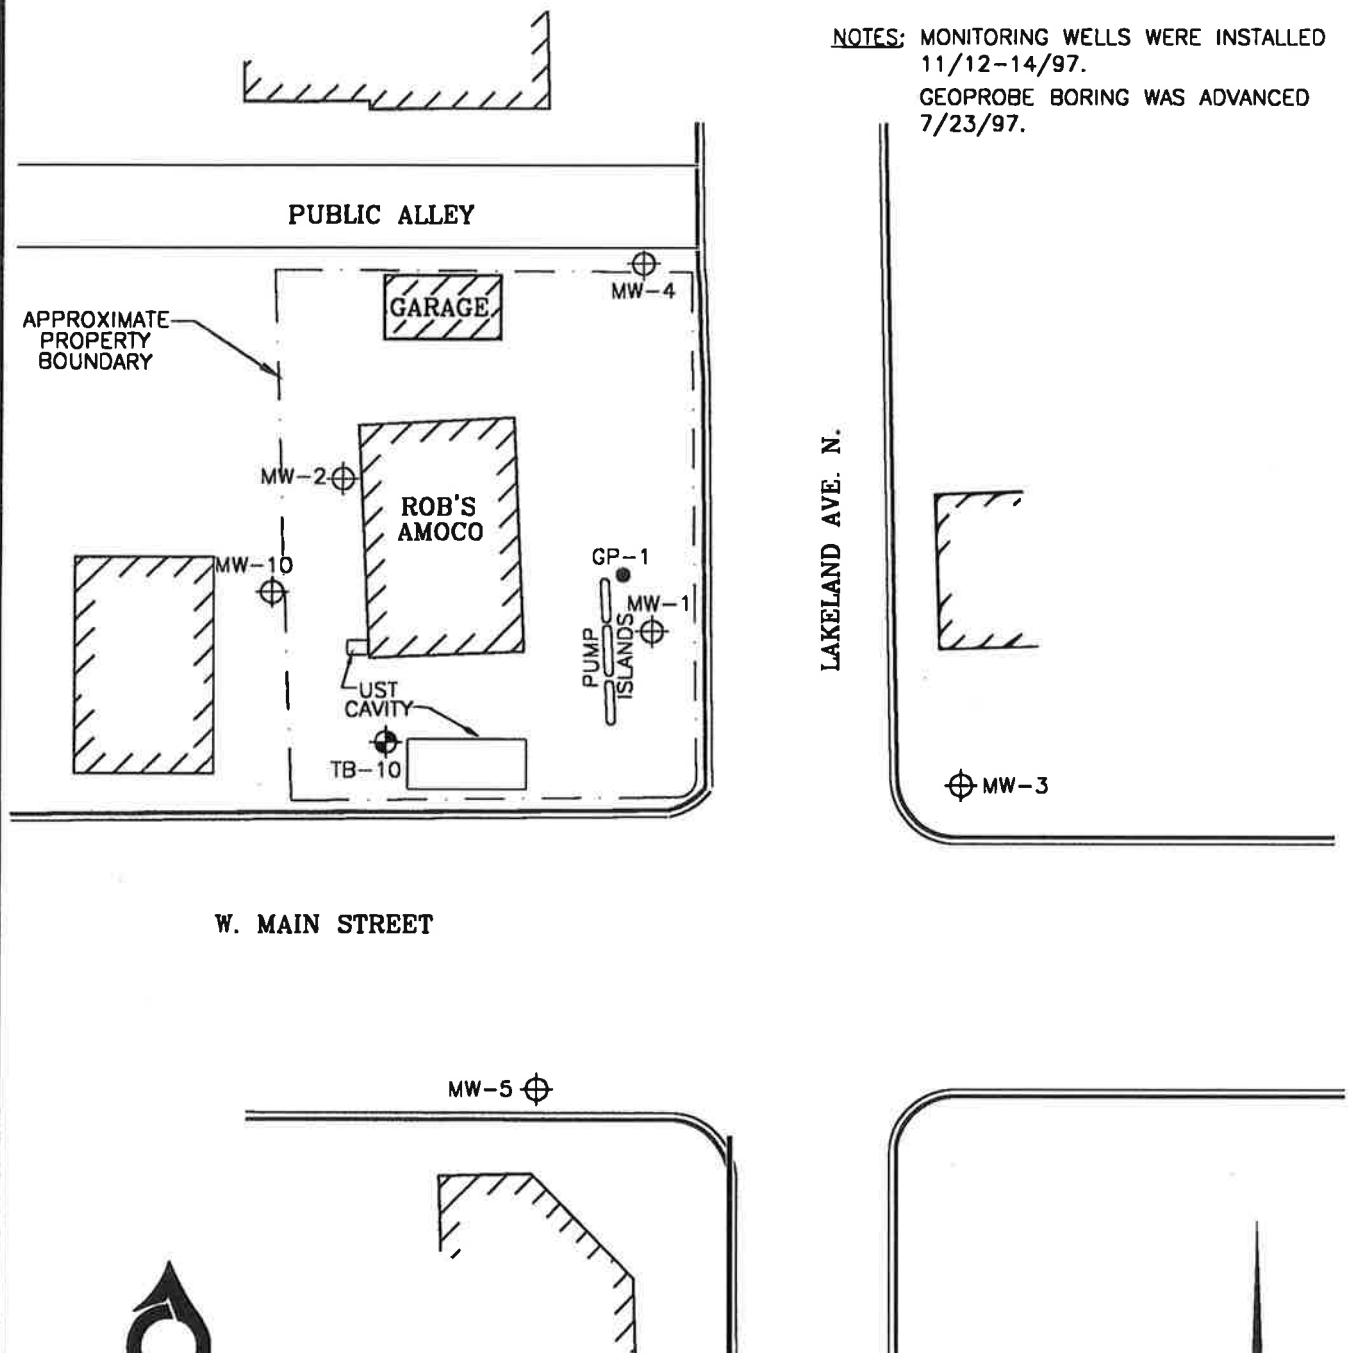 NOTES: MONITORING WELLS WERE INSTALLED
11/12-14/97.
GEOPROBE BORING WAS ADVANCED
7/23/97.
PUBLIC ALLEY
MW-4
GARAGE
APPROXIMATE
PROPERTY
BOUNDARY
MW-2
ROB'S
AMOCO
LAKELAND AVE. N.
GP-1
MW-10
MW-1
PUMP
ISLANDS
UST
CAVITY
TB-10
MW-3
W. MAIN STREET
MW-5